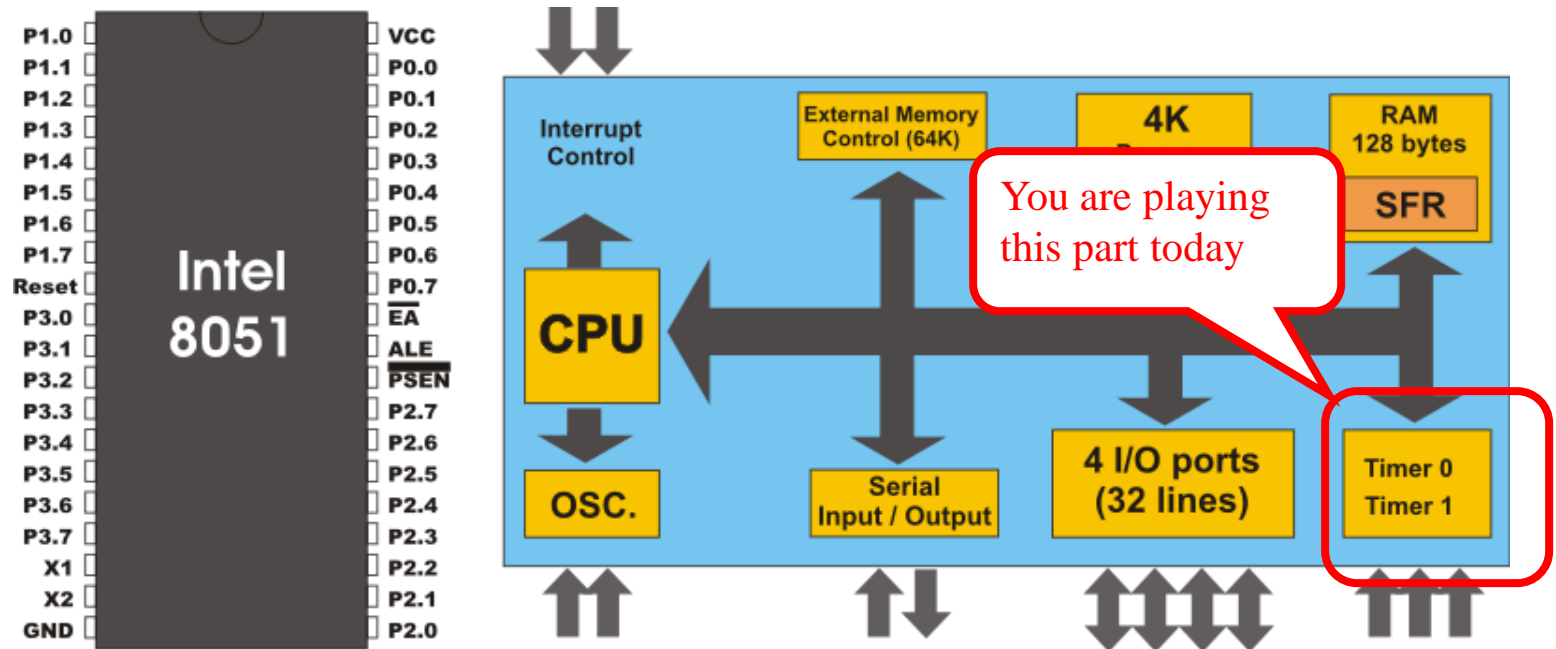 P1.0
P1.1
P1.2
P1.3
P1.4
P1.5
P1.6
P1.7
Reset
P3.0
P3.1
P3.2
P3.3
P3.4
P3.5
P3.6
P3.7
X1
X2
GND
Intel
8051
VCC
P0.0
P0.1
P0.2
P0.3
P0.4
P0.5
P0.6
P0.7
EA
ALE
PSEN
P2.7
P2.6
P2.5
P2.4
P2.3
P2.2
P2.1
P2.0
Interrupt
Control
External Memory
Control (64K)
4K
RAM
128 bytes
SFR
You are playing
this part today
CPU
OSC.
Serial
Input / Output
4 I/O ports
(32 lines)
Timer 0
Timer 1